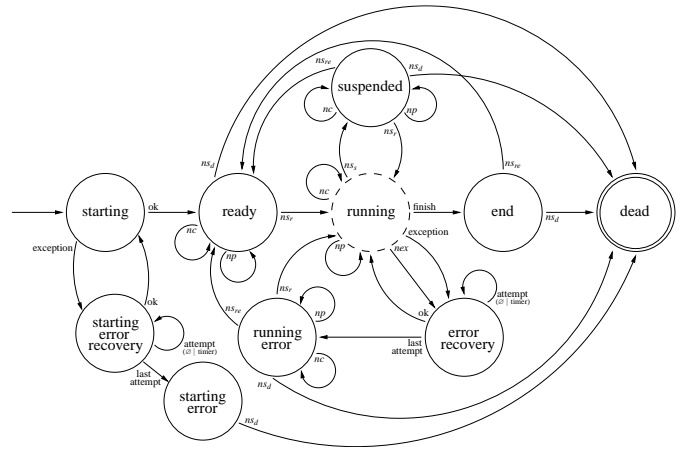 ns_re
ns_d
suspended
nc
np
ns_d
ns_s
ns_r
ns_re
nc
starting
ok
ready
ns_r
running
finish
end
ns_d
dead
exception
nc
np
np
exception
nex
ok
ns_re
ns_r
attempt
(∅ | timer)
starting
error
recovery
attempt
(∅ | timer)
running
error
np
nc
ok
error
recovery
last
attempt
last
attempt
starting
error
ns_d
ns_d